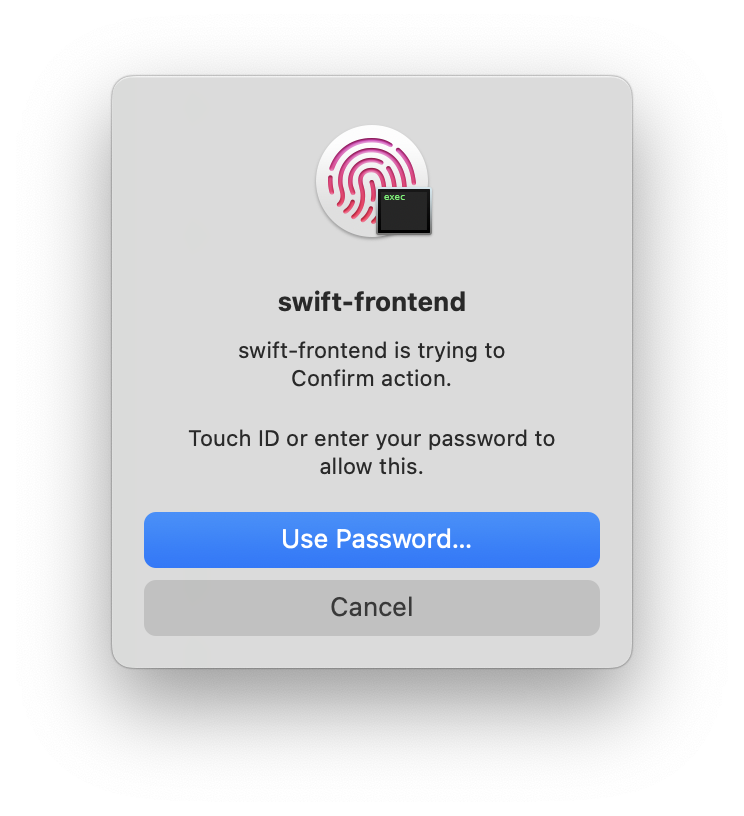 exec
swift-frontend
swift-frontend is trying to
Confirm action.
Touch ID or enter your password to
allow this.
Use Password...
Cancel